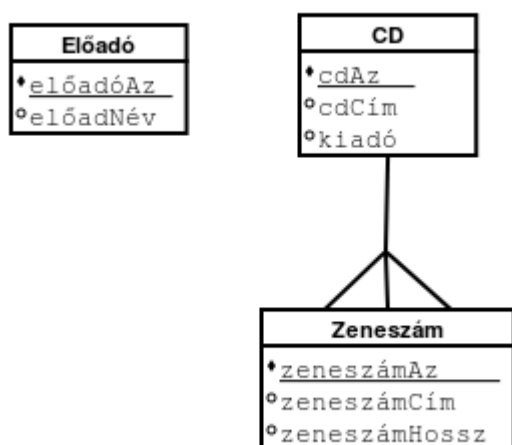 Előadó
előadóAz
előadNév
CD
cdAz
cdCím
kiadó
Zeneszám
zeneszámAz
zeneszámCím
zeneszámHossz